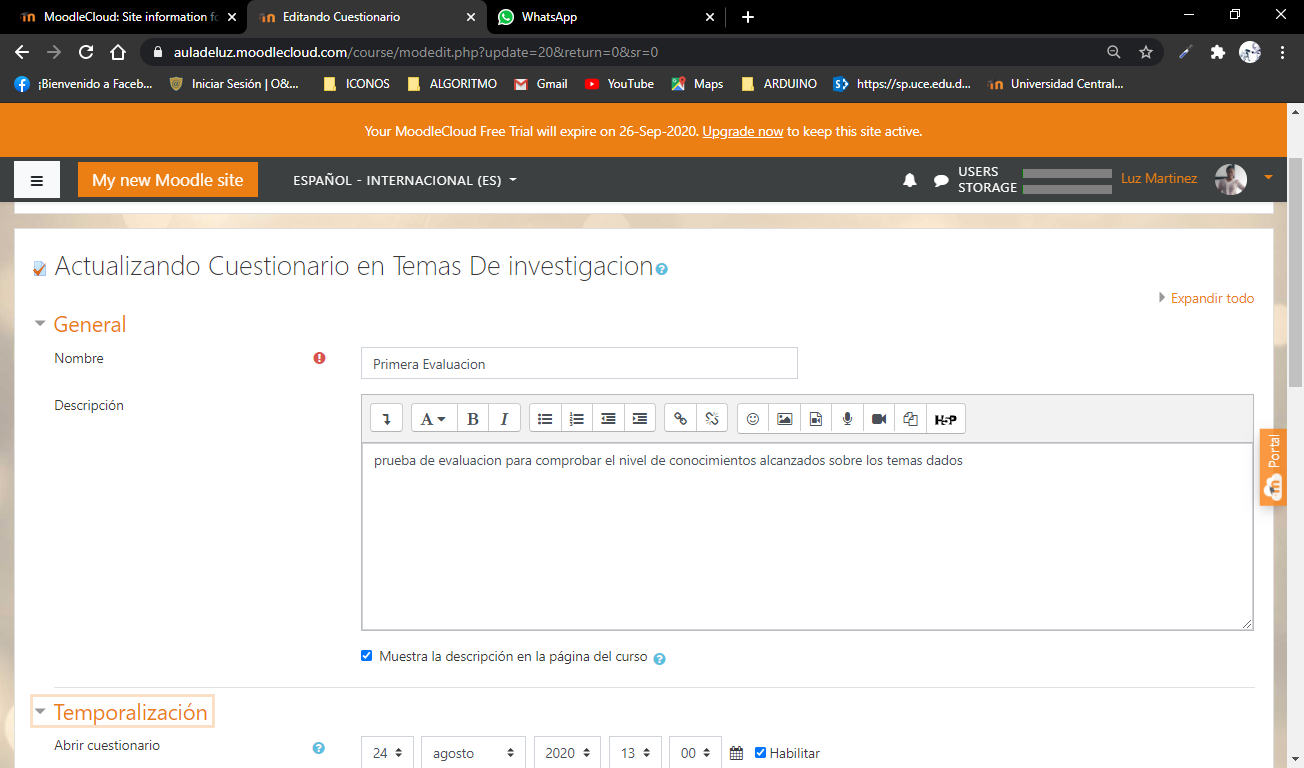 MoodleCloud: Site information fo
Editando Cuestionario
WhatsApp
auladeluz.moodlecloud.com/course/modedit.php?update=20&return=0&sr=0
¡Bienvenido a Faceb...
Iniciar Sesión | O&...
ICONOS
ALGORITMO
Gmail
YouTube
Maps
ARDUINO
https://sp.uce.edu.d...
Universidad Central...
Your MoodleCloud Free Trial will expire on 26-Sep-2020. Upgrade now to keep this site active.
My new Moodle site
ESPAÑOL - INTERNACIONAL (ES)
USERS
STORAGE
Luz Martinez
Actualizando Cuestionario en Temas De investigacion
Expandir todo
General
Nombre
Primera Evaluacion
Descripción
A B I
H5P
prueba de evaluacion para comprobar el nivel de conocimientos alcanzados sobre los temas dados
Portal
Muestra la descripción en la página del curso
Temporalización
Abrir cuestionario
24 agosto 2020 13 00 Habilitar